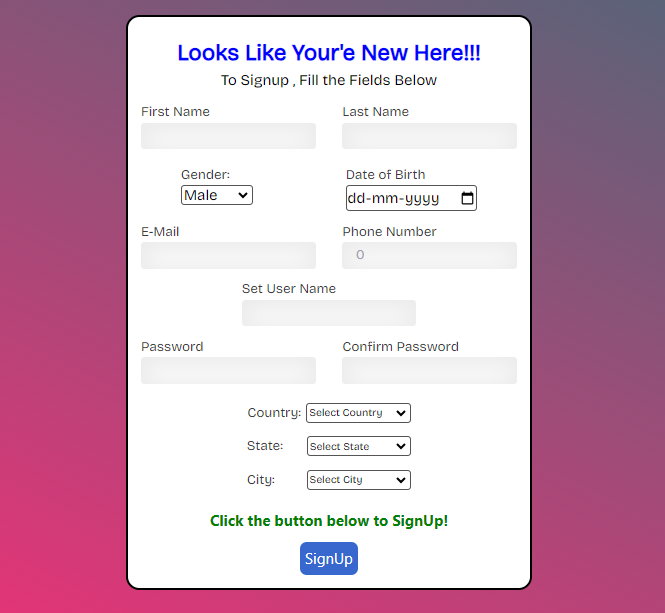 Looks Like Your'e New Here!!!
To Signup , Fill the Fields Below
First Name Last Name
Gender: Date of Birth
Male dd-mm-yyyy
E-Mail Phone Number
0
Set User Name
Password Confirm Password
Country: Select Country
State: Select State
City: Select City
Click the button below to SignUp!
SignUp